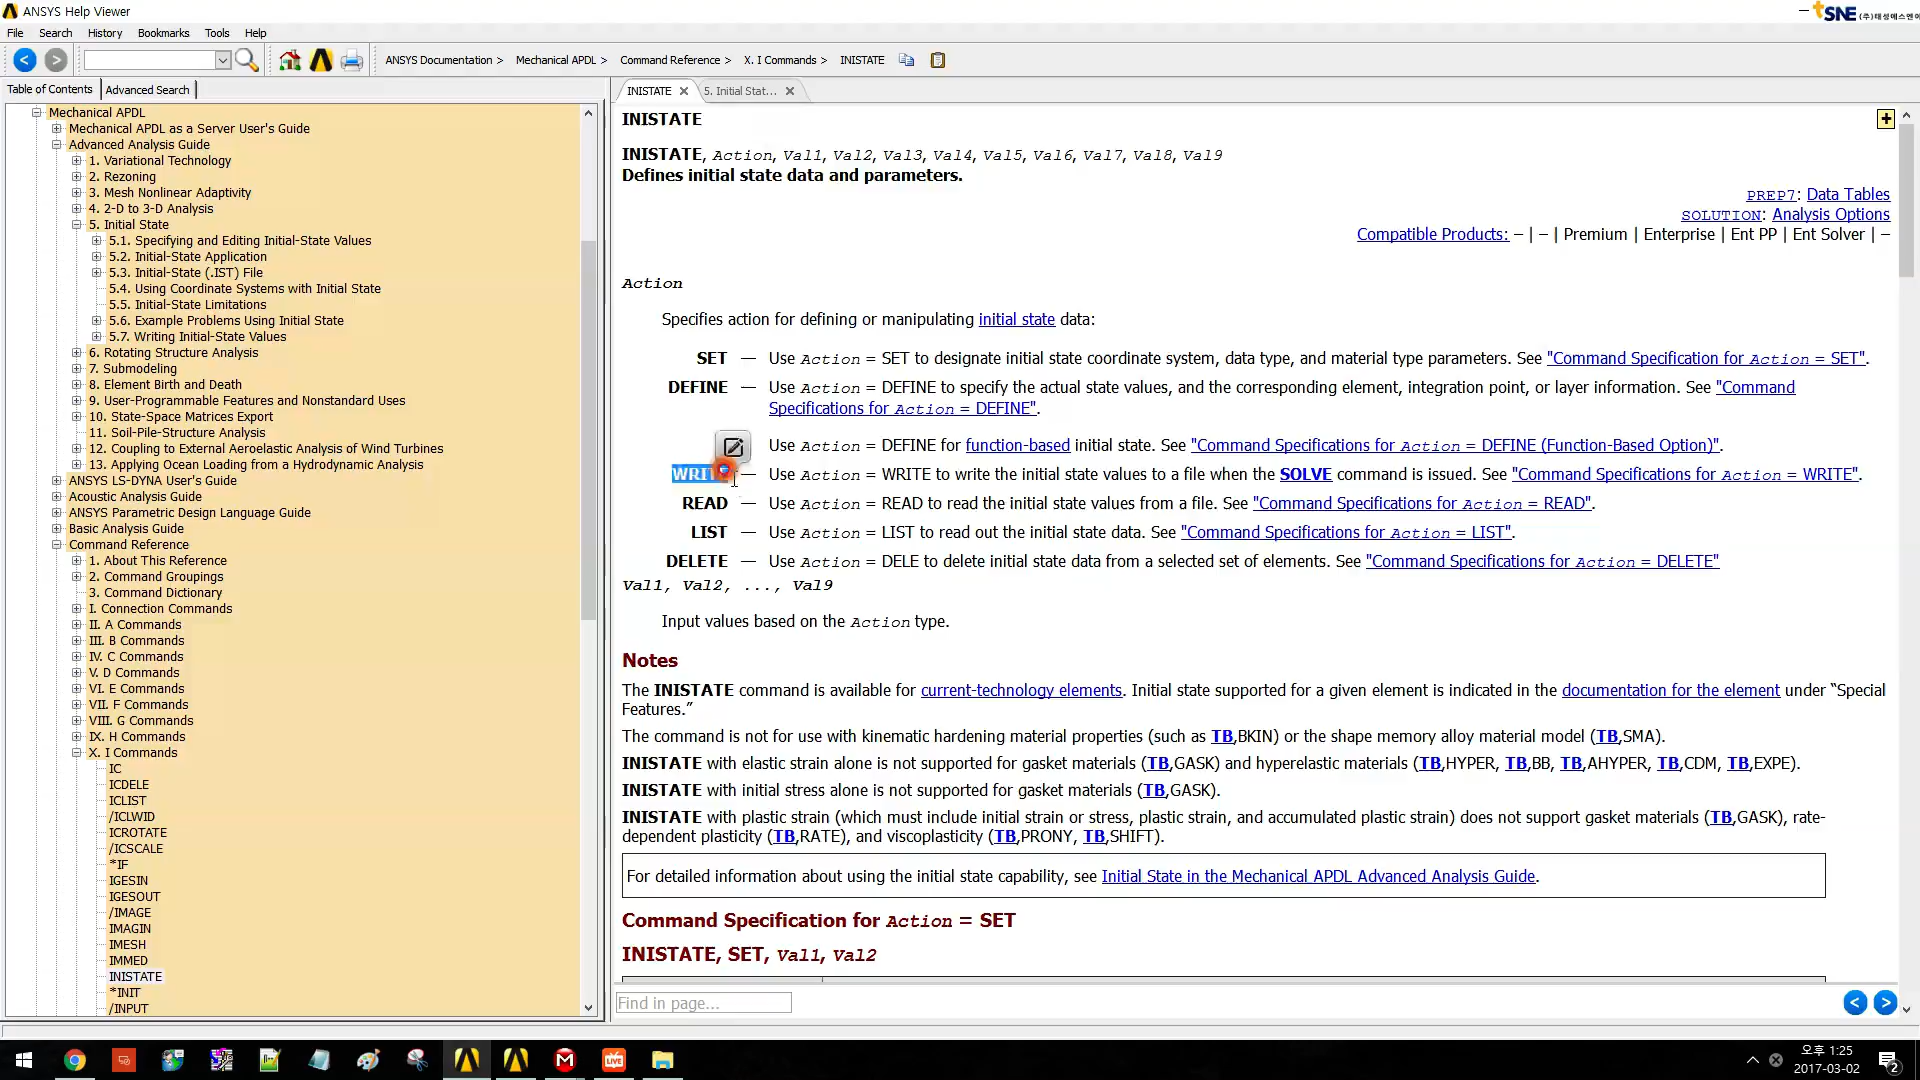 ANSYS Help Viewer
TSNE (주)태성에스엔이
File Search History Bookmarks Tools Help
ANSYS Documentation > Mechanical APDL > Command Reference > X. I Commands > INISTATE
Table of Contents Advanced Search
Mechanical APDL
Mechanical APDL as a Server User's Guide
Advanced Analysis Guide
1. Variational Technology
2. Rezoning
3. Mesh Nonlinear Adaptivity
4. 2-D to 3-D Analysis
5. Initial State
5.1. Specifying and Editing Initial-State Values
5.2. Initial-State Application
5.3. Initial-State (.IST) File
5.4. Using Coordinate Systems with Initial State
5.5. Initial-State Limitations
5.6. Example Problems Using Initial State
5.7. Writing Initial-State Values
6. Rotating Structure Analysis
7. Submodeling
8. Element Birth and Death
9. User-Programmable Features and Nonstandard Uses
10. State-Space Matrices Export
11. Soil-Pile-Structure Analysis
12. Coupling to External Aeroelastic Analysis of Wind Turbines
13. Applying Ocean Loading from a Hydrodynamic Analysis
ANSYS LS-DYNA User's Guide
Acoustic Analysis Guide
ANSYS Parametric Design Language Guide
Basic Analysis Guide
Command Reference
1. About This Reference
2. Command Groupings
3. Command Dictionary
I. Connection Commands
II. A Commands
III. B Commands
IV. C Commands
V. D Commands
VI. E Commands
VII. F Commands
VIII. G Commands
IX. H Commands
X. I Commands
IC
ICDELE
ICLIST
/ICLWID
ICROTATE
/ICSCALE
*IF
IGESIN
IGESOUT
/IMAGE
IMAGIN
IMESH
IMMED
INISTATE
*INIT
/INPUT
INISTATE 5. Initial Stat...
INISTATE
INISTATE, Action, Val1, Val2, Val3, Val4, Val5, Val6, Val7, Val8, Val9
Defines initial state data and parameters.
PREP7: Data Tables
SOLUTION: Analysis Options
Compatible Products: – | – | Premium | Enterprise | Ent PP | Ent Solver | –
Action
Specifies action for defining or manipulating initial state data:
SET — Use Action = SET to designate initial state coordinate system, data type, and material type parameters. See "Command Specification for Action = SET".
DEFINE — Use Action = DEFINE to specify the actual state values, and the corresponding element, integration point, or layer information. See "Command
Specifications for Action = DEFINE".
Use Action = DEFINE for function-based initial state. See "Command Specifications for Action = DEFINE (Function-Based Option)".
WRITE — Use Action = WRITE to write the initial state values to a file when the SOLVE command is issued. See "Command Specifications for Action = WRITE".
READ — Use Action = READ to read the initial state values from a file. See "Command Specifications for Action = READ".
LIST — Use Action = LIST to read out the initial state data. See "Command Specifications for Action = LIST".
DELETE — Use Action = DELE to delete initial state data from a selected set of elements. See "Command Specifications for Action = DELETE"
Val1, Val2, ..., Val9
Input values based on the Action type.
Notes
The INISTATE command is available for current-technology elements. Initial state supported for a given element is indicated in the documentation for the element under “Special
Features.”
The command is not for use with kinematic hardening material properties (such as TB,BKIN) or the shape memory alloy material model (TB,SMA).
INISTATE with elastic strain alone is not supported for gasket materials (TB,GASK) and hyperelastic materials (TB,HYPER, TB,BB, TB,AHYPER, TB,CDM, TB,EXPE).
INISTATE with initial stress alone is not supported for gasket materials (TB,GASK).
INISTATE with plastic strain (which must include initial strain or stress, plastic strain, and accumulated plastic strain) does not support gasket materials (TB,GASK), rate-
dependent plasticity (TB,RATE), and viscoplasticity (TB,PRONY, TB,SHIFT).
For detailed information about using the initial state capability, see Initial State in the Mechanical APDL Advanced Analysis Guide.
Command Specification for Action = SET
INISTATE, SET, Val1, Val2
Find in page...
LIVE
오후 1:25
2017-03-02
2